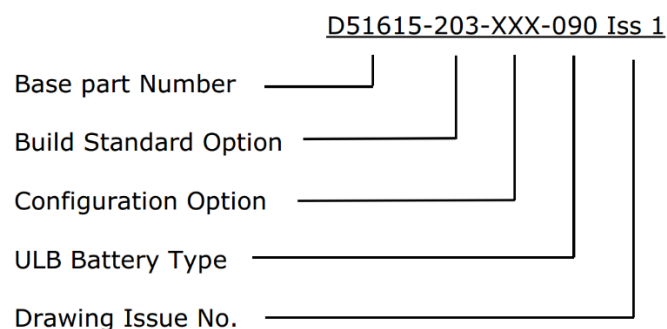 D51615-203-XXX-090 Iss 1
Base part Number
Build Standard Option
Configuration Option
ULB Battery Type
Drawing Issue No.